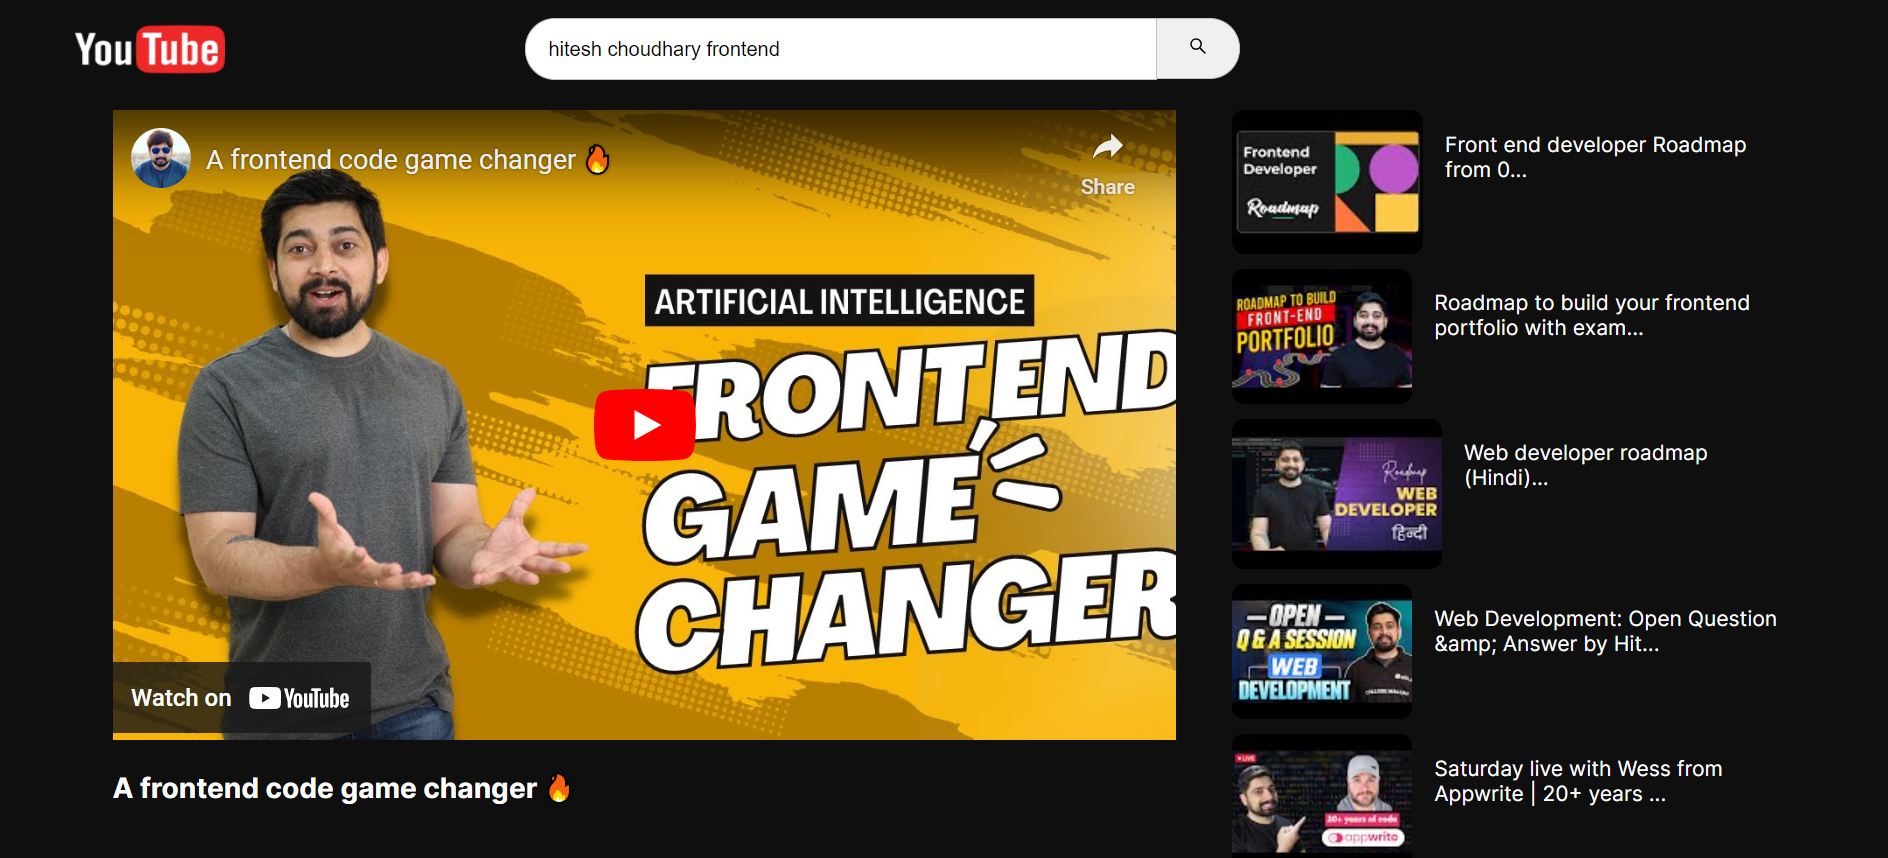 YouTube
hitesh choudhary frontend
A frontend code game changer 🔥
Share
ARTIFICIAL INTELLIGENCE
FRONTEND
GAME
CHANGER
Watch on YouTube
A frontend code game changer 🔥
Frontend
Developer
Roadmap
Front end developer Roadmap
from 0...
ROADMAP TO BUILD
FRONT-END
PORTFOLIO
Roadmap to build your frontend
portfolio with exam...
Roadmap
WEB
DEVELOPER
हिन्दी
Web developer roadmap
(Hindi)...
OPEN
Q & A SESSION
WEB
DEVELOPMENT
Web Development: Open Question
&amp; Answer by Hit...
LIVE
20+ years of code
appwrite
Saturday live with Wess from
Appwrite | 20+ years ...